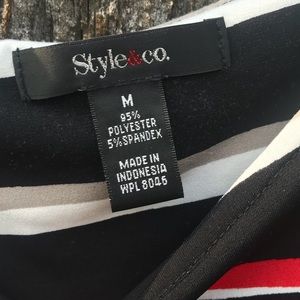 Style&co.
M
95%
POLYESTER
5% SPANDEX
MADE IN
INDONESIA
WPL 8046